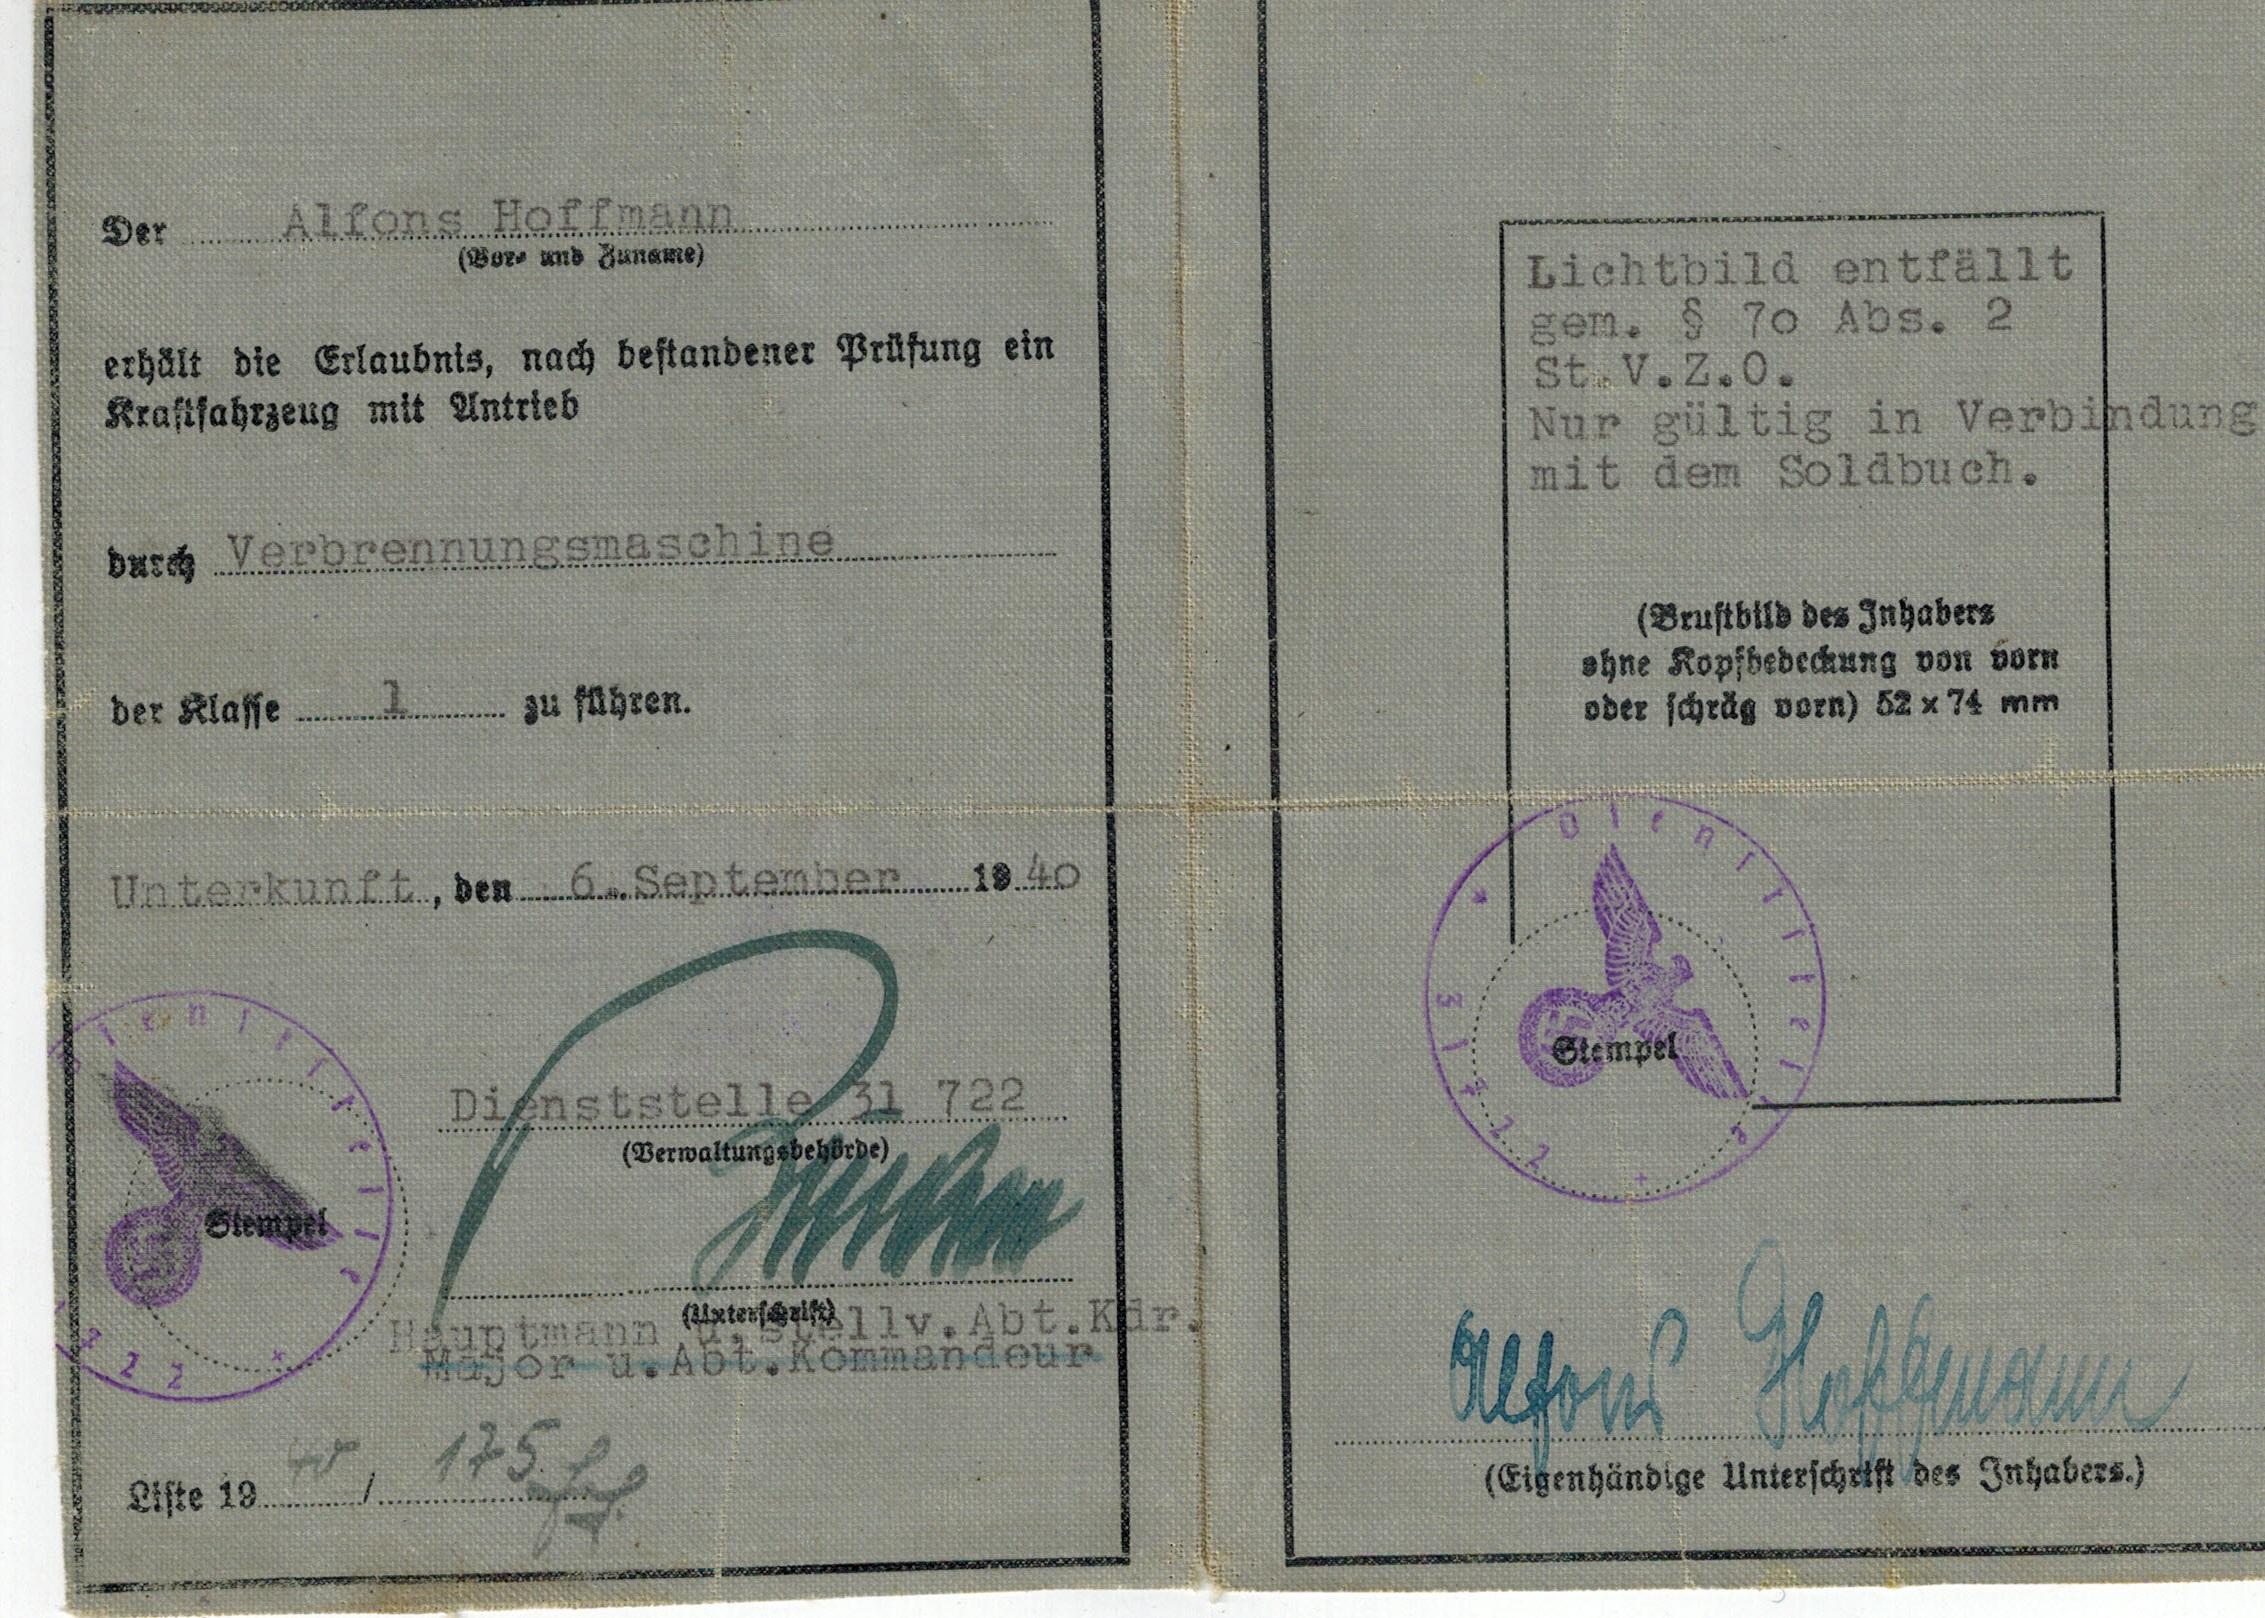 Der Alfons Hoffmann
(Vor- und Zuname)
erhält die Erlaubnis, nach bestandener Prüfung ein
Kraftfahrzeug mit Antrieb
durch Verbrennungsmaschine
der Klasse 1 zu führen.
Unterkunft, den 6. September 1940
Dienststelle 31 722
(Verwaltungsbehörde)
Stempel
(Unterschrift)
Hauptmann u. stellv. Abt. Kdr.
Major u. Abt. Kommandeur
Liste 19 40 / 175
Lichtbild entfällt
gem. § 7o Abs. 2
St.V.Z.O.
Nur gültig in Verbindung
mit dem Soldbuch.
(Brustbild des Inhabers
ohne Kopfbedeckung von vorn
oder schräg vorn) 52 x 74 mm
Dienststelle
31722
Stempel
Alfons Hoffmann
(Eigenhändige Unterschrift des Inhabers.)